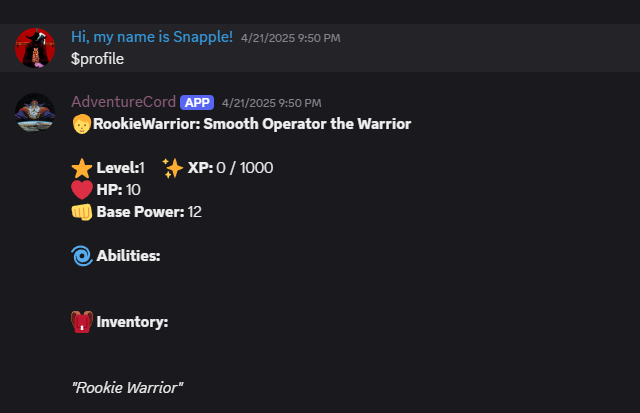 Hi, my name is Snapple! 4/21/2025 9:50 PM
$profile
AdventureCord APP 4/21/2025 9:50 PM
RookieWarrior: Smooth Operator the Warrior
Level:1 XP: 0 / 1000
HP: 10
Base Power: 12
Abilities:
Inventory:
"Rookie Warrior"